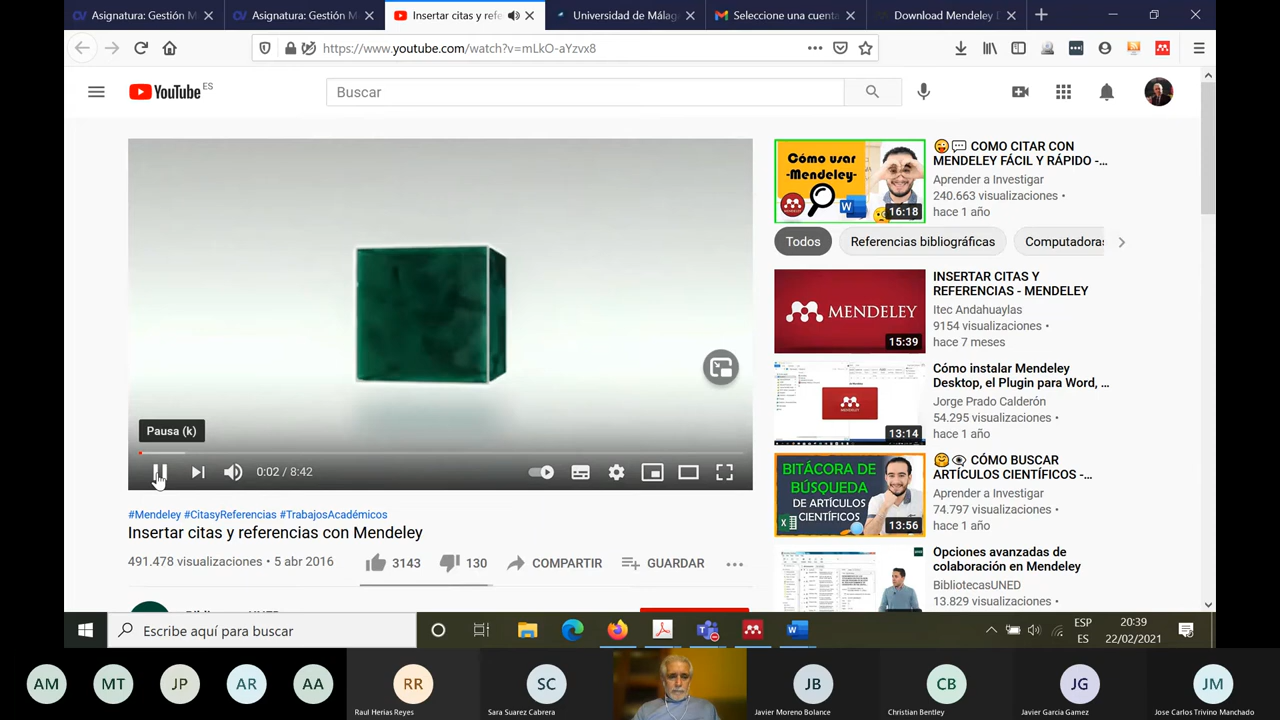 Asignatura: Gestión M
Asignatura: Gestión M
Insertar citas y refe
Universidad de Málag
Seleccione una cuenta
Download Mendeley D
https://www.youtube.com/watch?v=mLkO-aYzvx8
YouTube ES
Buscar
Pausa (k)
0:02 / 8:42
#Mendeley #CitasyReferencias #TrabajosAcadémicos
Insertar citas y referencias con Mendeley
491.478 visualizaciones • 5 abr 2016
3143
130
GUARDAR
Cómo usar
-Mendeley-
16:18
COMO CITAR CON
MENDELEY FÁCIL Y RÁPIDO -...
Aprender a Investigar
240.663 visualizaciones •
hace 1 año
Todos
Referencias bibliográficas
Computadoras
MENDELEY
15:39
INSERTAR CITAS Y
REFERENCIAS - MENDELEY
Itec Andahuaylas
9154 visualizaciones •
hace 7 meses
13:14
Cómo instalar Mendeley
Desktop, el Plugin para Word, ...
Jorge Prado Calderón
54.295 visualizaciones •
hace 1 año
BITÁCORA DE
BÚSQUEDA
DE ARTÍCULOS
CIENTÍFICOS
13:56
CÓMO BUSCAR
ARTÍCULOS CIENTÍFICOS -...
Aprender a Investigar
74.797 visualizaciones •
hace 1 año
Opciones avanzadas de
colaboración en Mendeley
BibliotecasUNED
13.829 visualizaciones •
Escribe aquí para buscar
ESP
ES
20:39
22/02/2021
AM
MT
JP
AR
AA
RR
Raul Herias Reyes
SC
Sara Suarez Cabrera
JB
Javier Moreno Bolance
CB
Christian Bentley
JG
Javier Garcia Gamez
JM
Jose Carlos Trivino Manchado